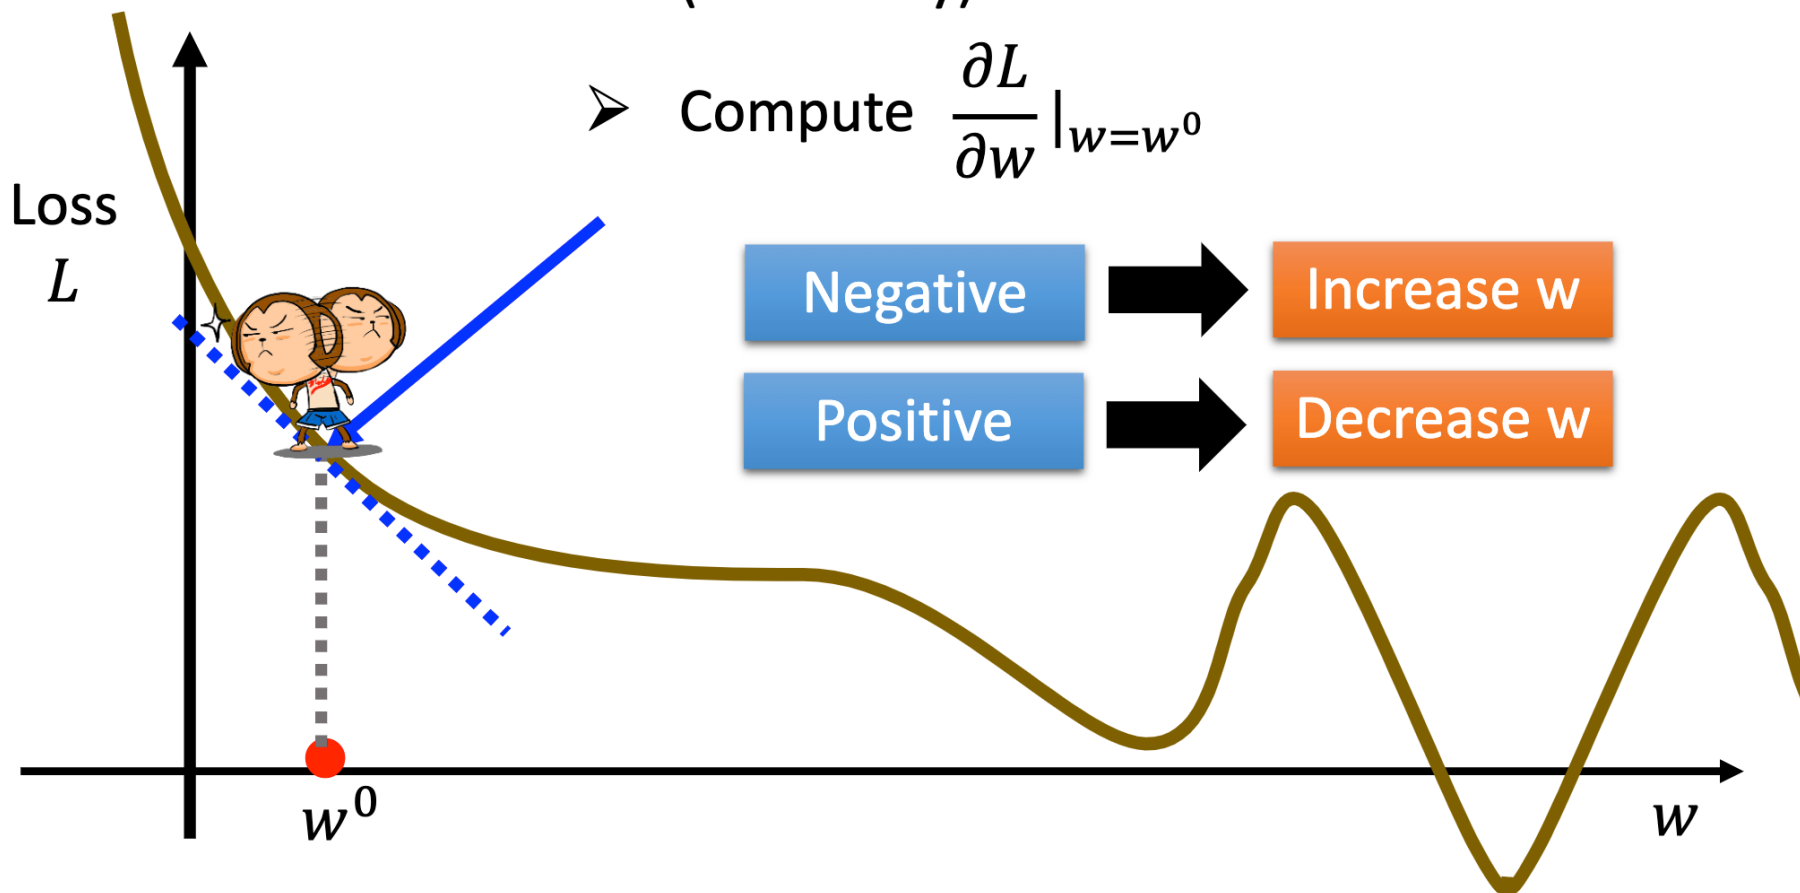 Compute ∂L/∂w |w=w⁰
Loss
L
Negative
Increase w
Positive
Decrease w
w⁰
w